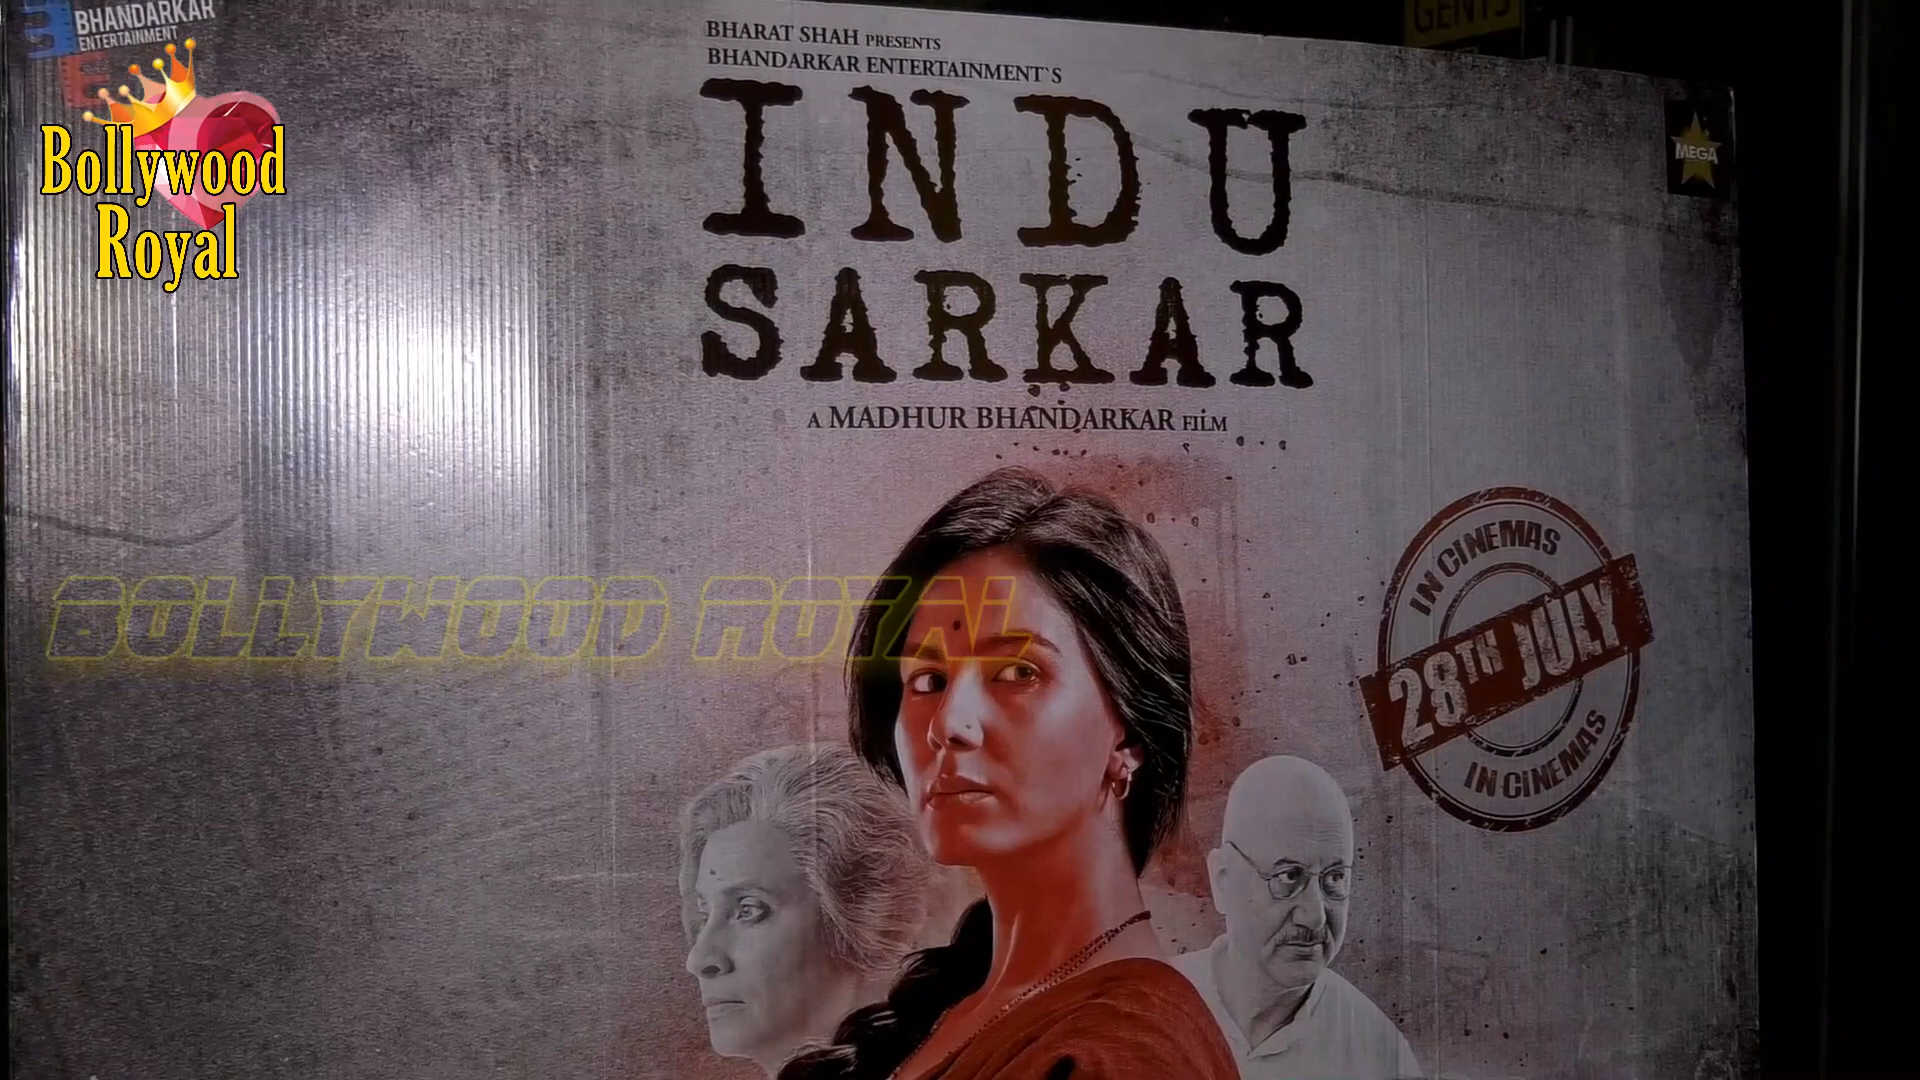 BHANDARKAR
ENTERTAINMENT
Bollywood
Royal
GENTS
BHARAT SHAH PRESENTS
BHANDARKAR ENTERTAINMENT`S
INDU
SARKAR
A MADHUR BHANDARKAR FILM
MEGA
BOLLYWOOD ROYAL
IN CINEMAS
28TH JULY
IN CINEMAS